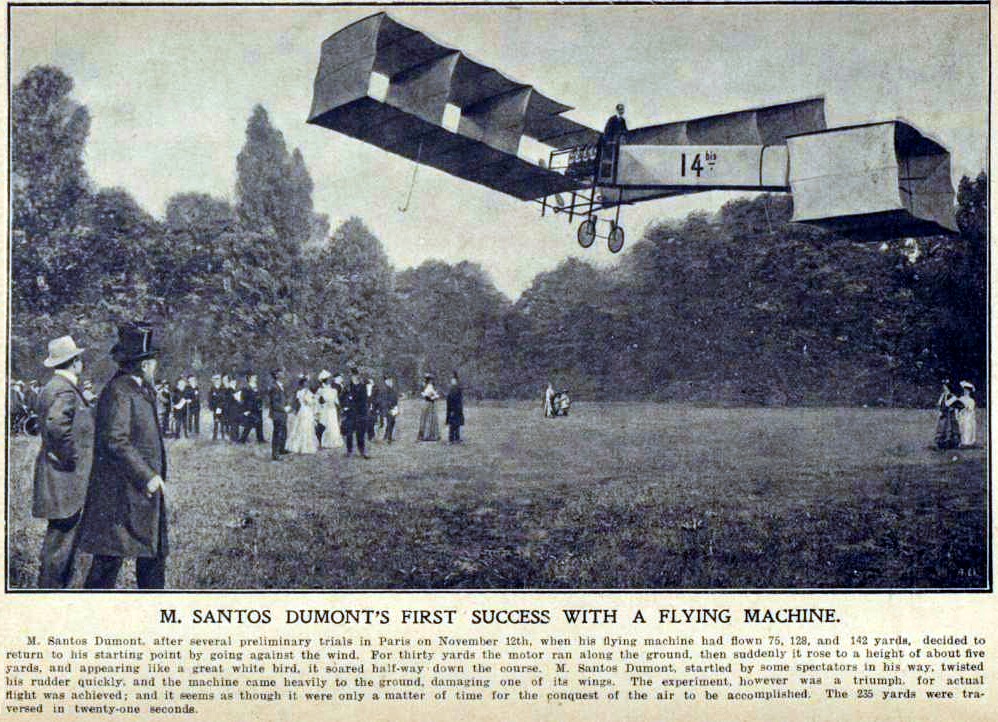 14 bis
M. SANTOS DUMONT'S FIRST SUCCESS WITH A FLYING MACHINE.
M. Santos Dumont, after several preliminary trials in Paris on November 12th, when his flying machine had flown 75, 128, and 142 yards, decided to
return to his starting point by going against the wind. For thirty yards the motor ran along the ground, then suddenly it rose to a height of about five
yards, and appearing like a great white bird, it soared half-way down the course. M. Santos Dumont, startled by some spectators in his way, twisted
his rudder quickly, and the machine came heavily to the ground, damaging one of its wings. The experiment, however was a triumph, for actual
flight was achieved; and it seems as though it were only a matter of time for the conquest of the air to be accomplished. The 235 yards were tra-
versed in twenty-one seconds.